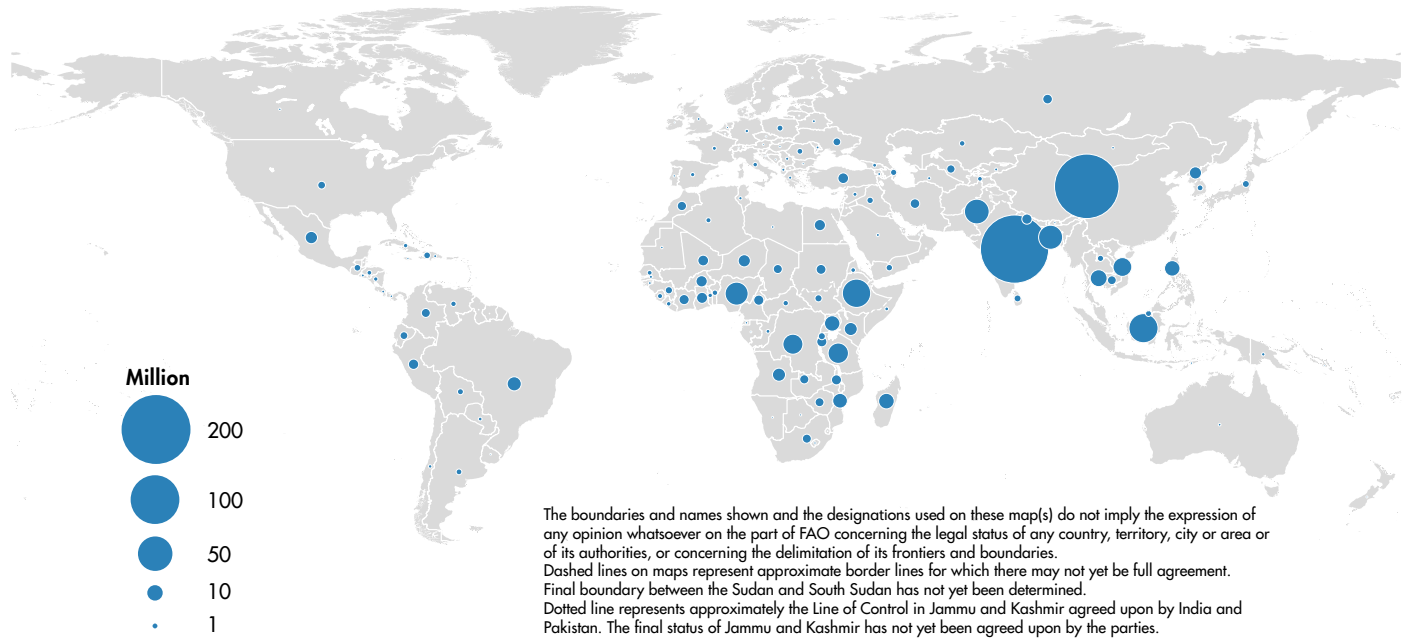 Million
200
100
50
10
1
The boundaries and names shown and the designations used on these map(s) do not imply the expression of
any opinion whatsoever on the part of FAO concerning the legal status of any country, territory, city or area or
of its authorities, or concerning the delimitation of its frontiers and boundaries.
Dashed lines on maps represent approximate border lines for which there may not yet be full agreement.
Final boundary between the Sudan and South Sudan has not yet been determined.
Dotted line represents approximately the Line of Control in Jammu and Kashmir agreed upon by India and
Pakistan. The final status of Jammu and Kashmir has not yet been agreed upon by the parties.